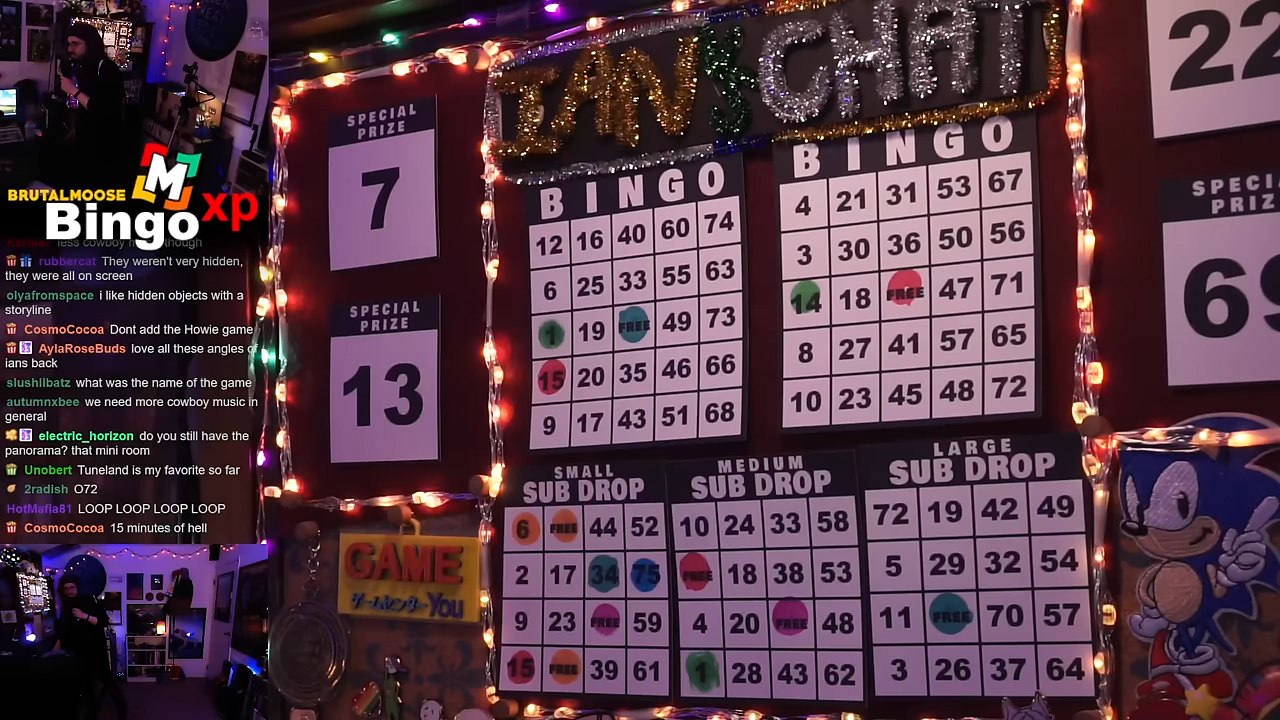 BRUTALMOOSE
M
Bingo xp
less cowboy though
rubbercat They weren't very hidden,
they were all on screen
olyafromspace i like hidden objects with a
storyline
CosmoCocoa Dont add the Howie game
AylaRoseBuds love all these angles of
ians back
slushiibatz what was the name of the game
autumnxbee we need more cowboy music in
general
electric_horizon do you still have the
panorama? that mini room
Unobert Tuneland is my favorite so far
2radish O72
HotMafia81 LOOP LOOP LOOP LOOP
CosmoCocoa 15 minutes of hell
SPECIAL
PRIZE
7
SPECIAL
PRIZE
13
IAN & CHAT
BINGO
12 16 40 60 74
6 25 33 55 63
1 19 FREE 49 73
15 20 35 46 66
9 17 43 51 68
BINGO
4 21 31 53 67
3 30 36 50 56
14 18 FREE 47 71
8 27 41 57 65
10 23 45 48 72
SMALL
SUB DROP
6 FREE 44 52
2 17 34 75
9 23 FREE 59
15 FREE 39 61
MEDIUM
SUB DROP
10 24 33 58
FREE 18 38 53
4 20 FREE 48
1 28 43 62
LARGE
SUB DROP
72 19 42 49
5 29 32 54
11 FREE 70 57
3 26 37 64
22
SPECIA
PRIZ
69
GAME
ゲームセンターYou